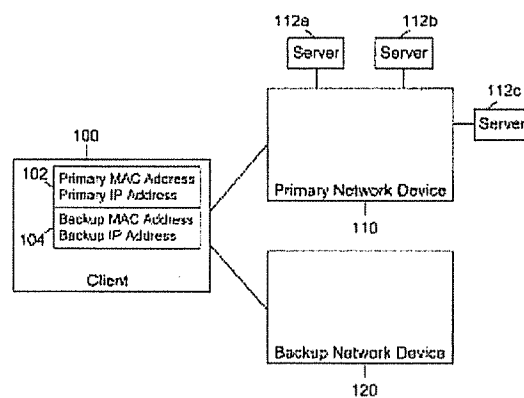 112a
112b
Server
Server
112c
Server
100
102
Primary MAC Address
Primary IP Address
Backup MAC Address
Backup IP Address
104
Client
Primary Network Device
110
Backup Network Device
120